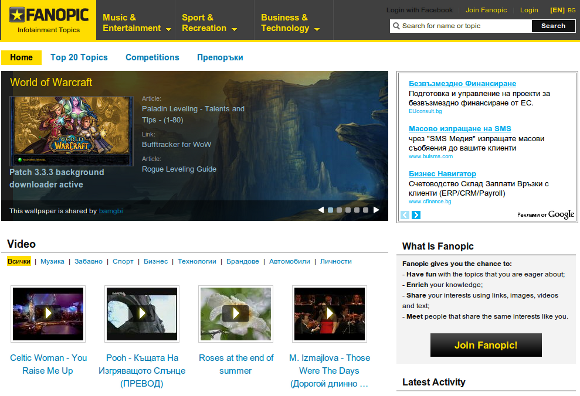 FANOPIC
Infotainment Topics
Music &
Entertainment
Sport &
Recreation
Business &
Technology
Login with Facebook Join Fanopic Login [EN] BG
Search for name or topic Search
Home Top 20 Topics Competitions Препоръки
World of Warcraft
WORLD
WARCRAFT
Patch 3.3.3 background
downloader active
Article:
Paladin Leveling - Talents and
Tips - (1-80)
Link:
Bufftracker for WoW
Article:
Rogue Leveling Guide
This wallpaper is shared by
Безвъзмездно Финансиране
Подготовка и управление на проекти за
безвъзмездно финансиране от ЕС.
EUconsult.bg
Масово изпращане на SMS
чрез "SMS Медия" изпращате масови
съобения до вашите клиенти
www.bulsms.com
Бизнес Навигатор
Счетоводство Склад Заплати Връзки с
клиенти (ERP/CRM/Payroll)
www.sfinance.bg
Реклами от Google
Video
Всички | Музика | Забавно | Спорт | Бизнес | Технологии | Брандове | Автомобили | Личности
Celtic Woman - You
Raise Me Up
Pooh - Къщата На
Изгряващото Слънце
(ПРЕВОД)
Roses at the end of
summer
M. Izmajlova - Those
Were The Days
(Дорогой длинно ...
What is Fanopic
Fanopic gives you the chance to:
- Have fun with the topics that you are eager about;
- Enrich your knowledge;
- Share your interests using links, images, videos
and text;
- Meet people that share the same interests like you.
Join Fanopic!
Latest Activity